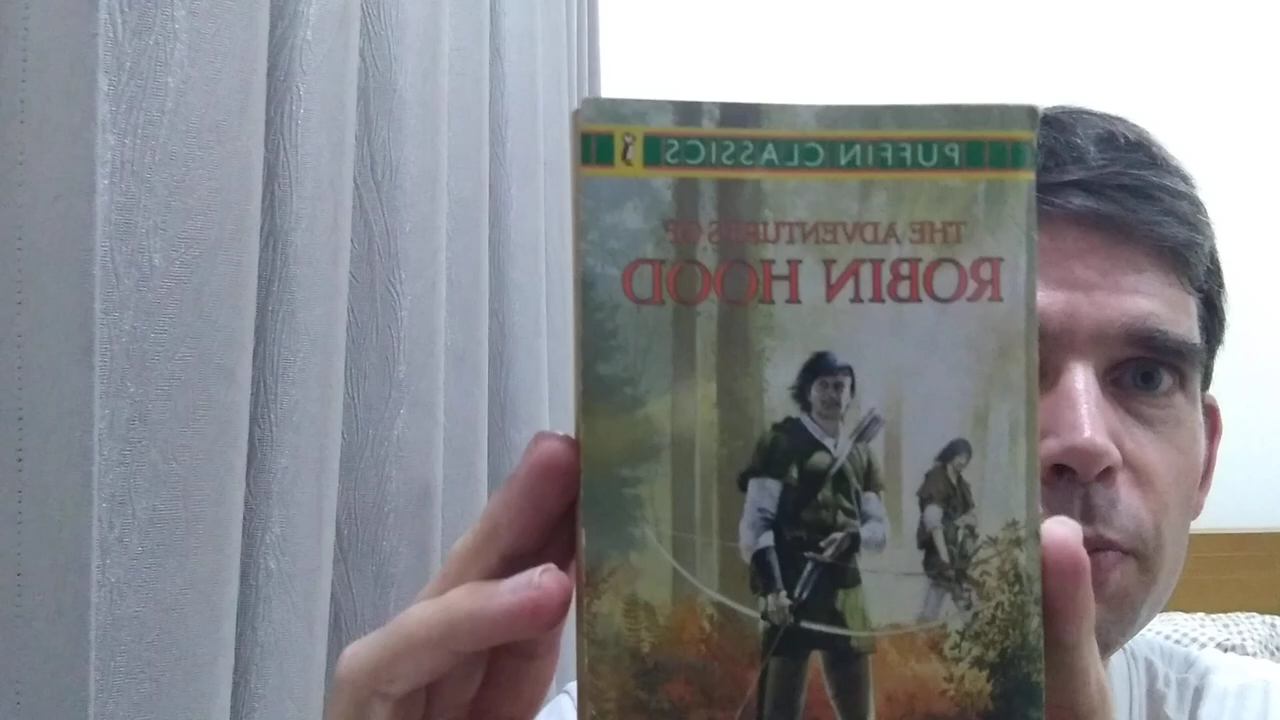 PUFFIN CLASSICS
THE ADVENTURES OF
ROBIN HOOD